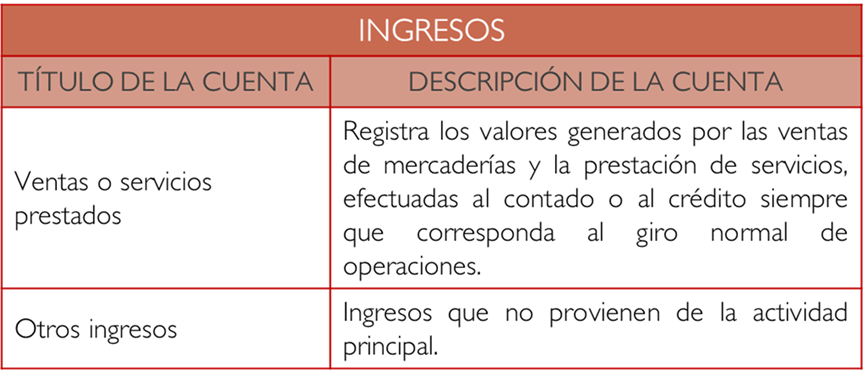 INGRESOS
TÍTULO DE LA CUENTA
DESCRIPCIÓN DE LA CUENTA
Ventas o servicios
prestados
Registra los valores generados por las ventas
de mercaderías y la prestación de servicios,
efectuadas al contado o al crédito siempre
que corresponda al giro normal de
operaciones.
Otros ingresos
Ingresos que no provienen de la actividad
principal.